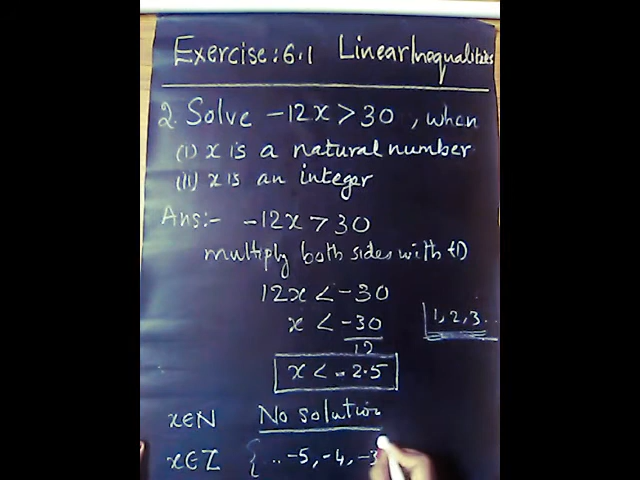 Exercise: 6.1 Linear Inequalities
2. Solve -12x > 30, when
(i) x is a natural number
(ii) x is an integer
Ans:- -12x > 30
multiply both sides with (-1)
12x < -30
x < -30/12
1, 2, 3 ..
x < -2.5
x∈N No solution
x∈Z { .. -5, -4, -3